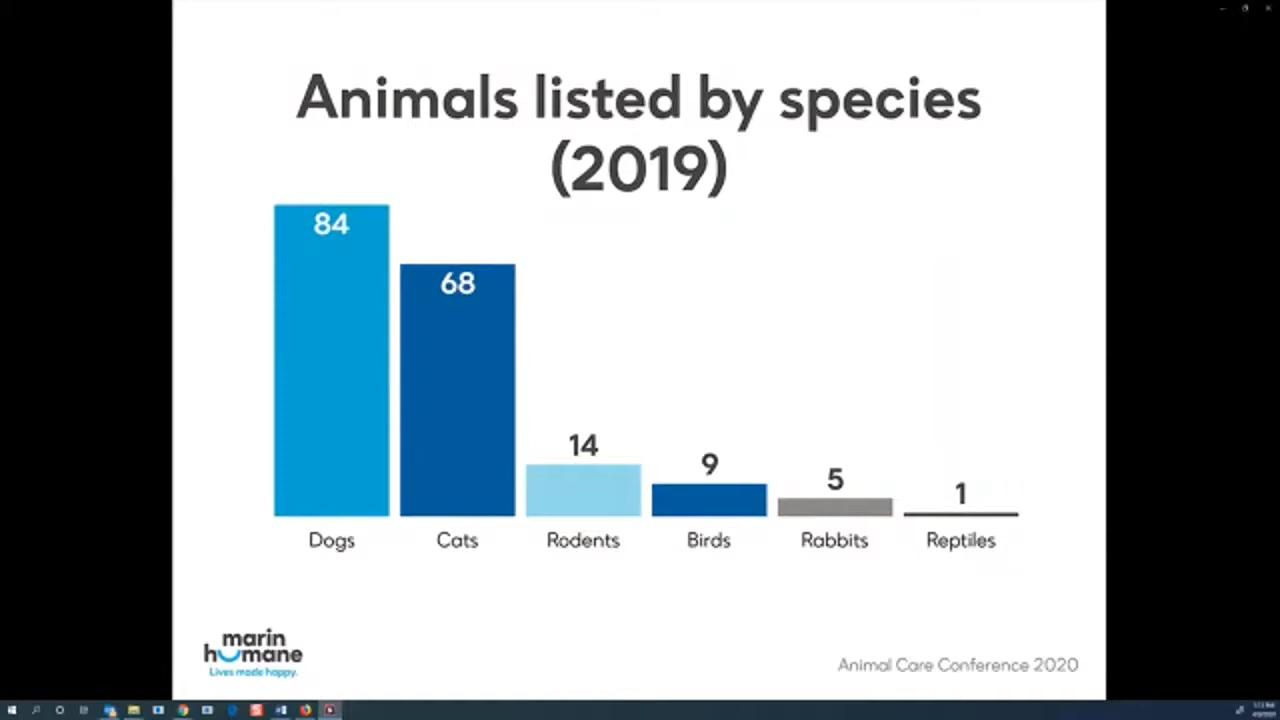 Animals listed by species
(2019)
84
68
14
9
5
1
Dogs
Cats
Rodents
Birds
Rabbits
Reptiles
marin
humane
Lives made happy.
Animal Care Conference 2020